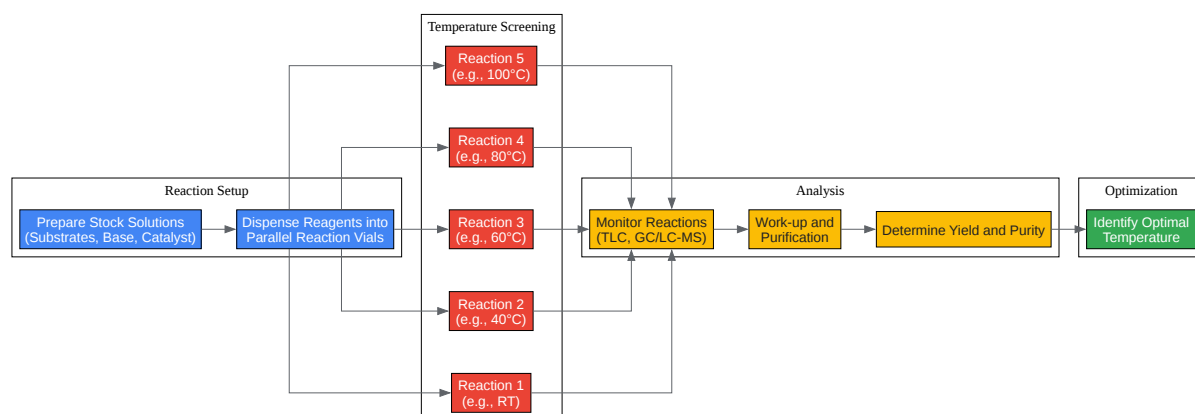 Temperature Screening
Reaction 5
(e.g., 100°C)
Reaction 4
(e.g., 80°C)
Reaction Setup
Prepare Stock Solutions
(Substrates, Base, Catalyst)
Dispense Reagents into
Parallel Reaction Vials
Reaction 3
(e.g., 60°C)
Reaction 2
(e.g., 40°C)
Reaction 1
(e.g., RT)
Analysis
Monitor Reactions
(TLC, GC/LC-MS)
Work-up and
Purification
Determine Yield and Purity
Optimization
Identify Optimal
Temperature